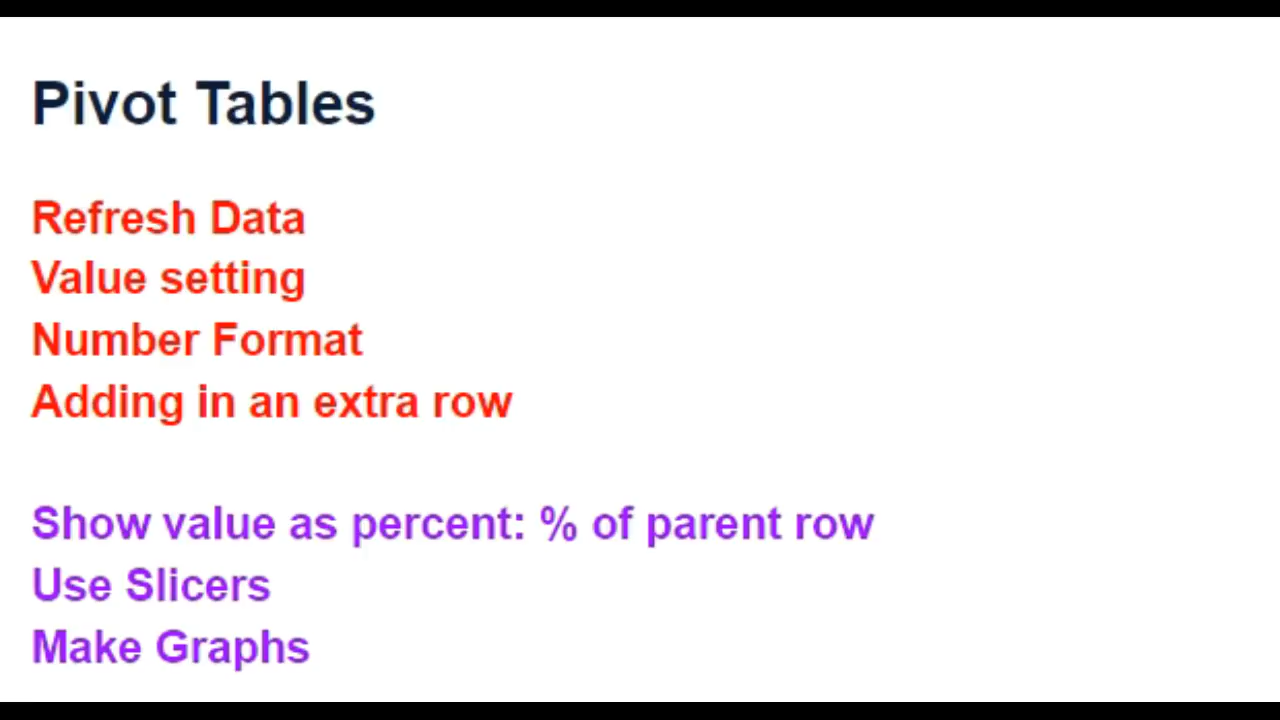 Pivot Tables
Refresh Data
Value setting
Number Format
Adding in an extra row
Show value as percent: % of parent row
Use Slicers
Make Graphs